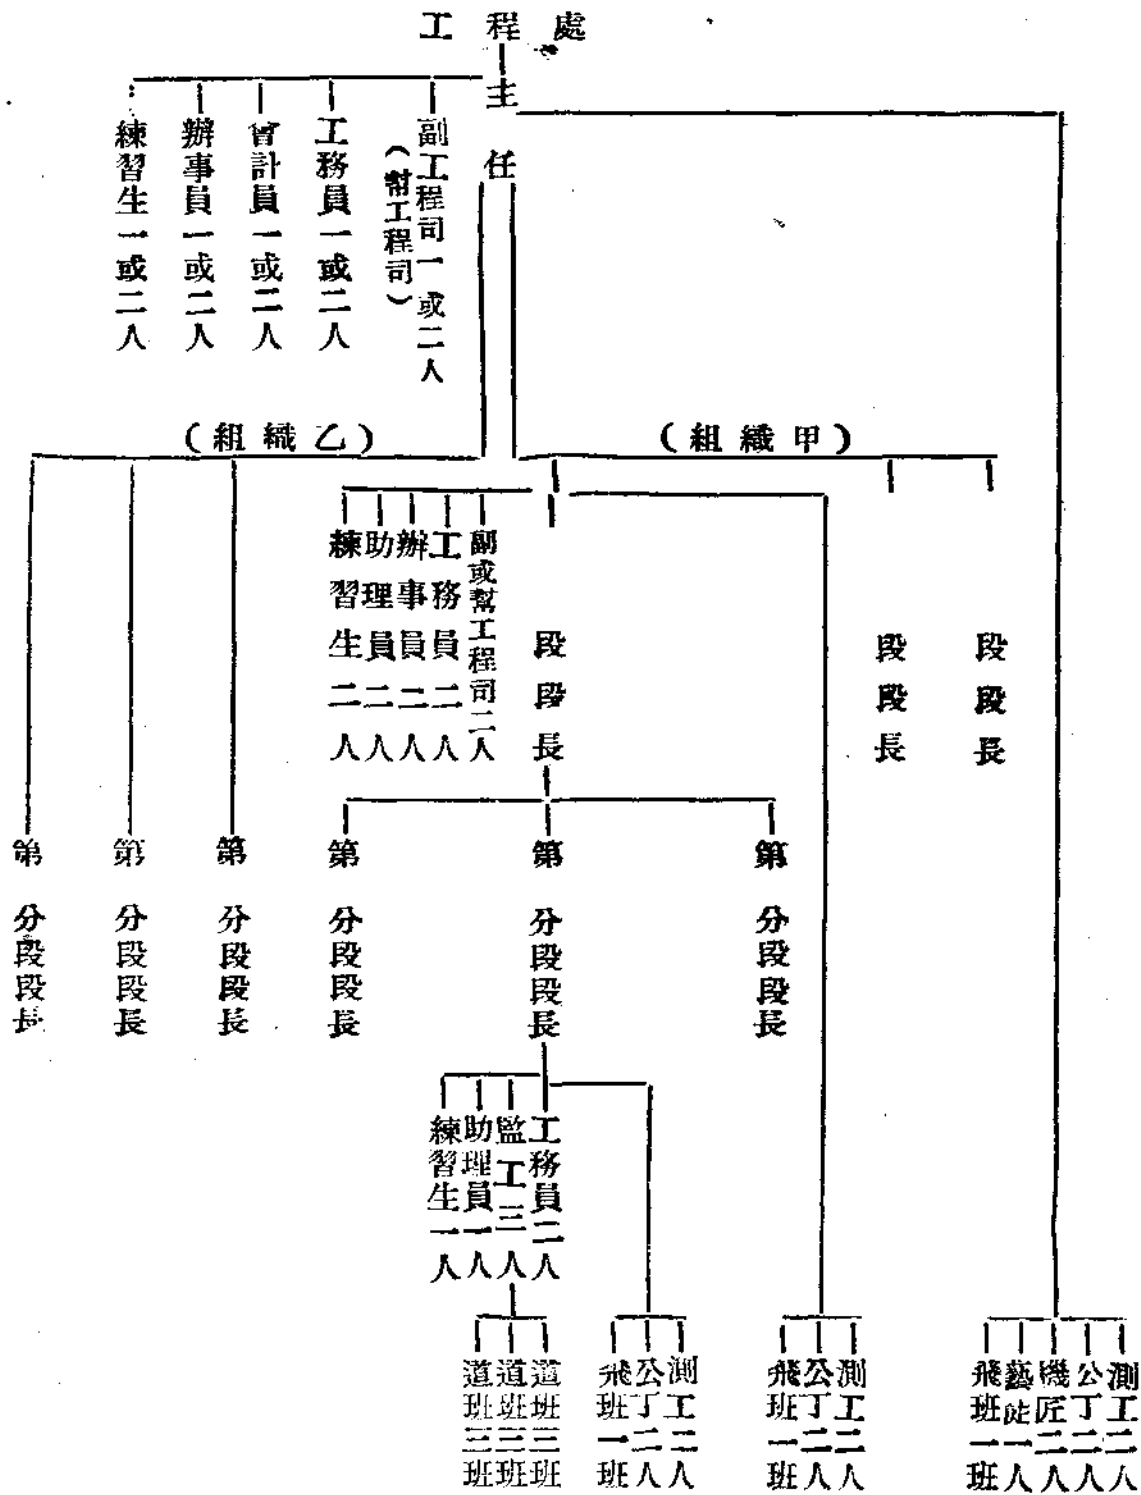 工程處
主任
副工程司一或二人
（幫工程司）
工務員一或二人
會計員一或二人
辦事員一或二人
練習生一或二人
（組織甲）
（組織乙）
段段長
段段長
段段長
副或幫工程司二人
工務員二人
辦事員二人
助理員二人
練習生二人
第　分段段長
第　分段段長
第　分段段長
第　分段段長
第　分段段長
第　分段段長
工務員二人
監工三人
助理員一人
練習生一人
測工二人
公丁二人
機匠二人
藝徒一人
飛班一班
測工二人
公丁二人
飛班一班
測工二人
公丁二人
飛班一班
道班三班
道班三班
道班三班